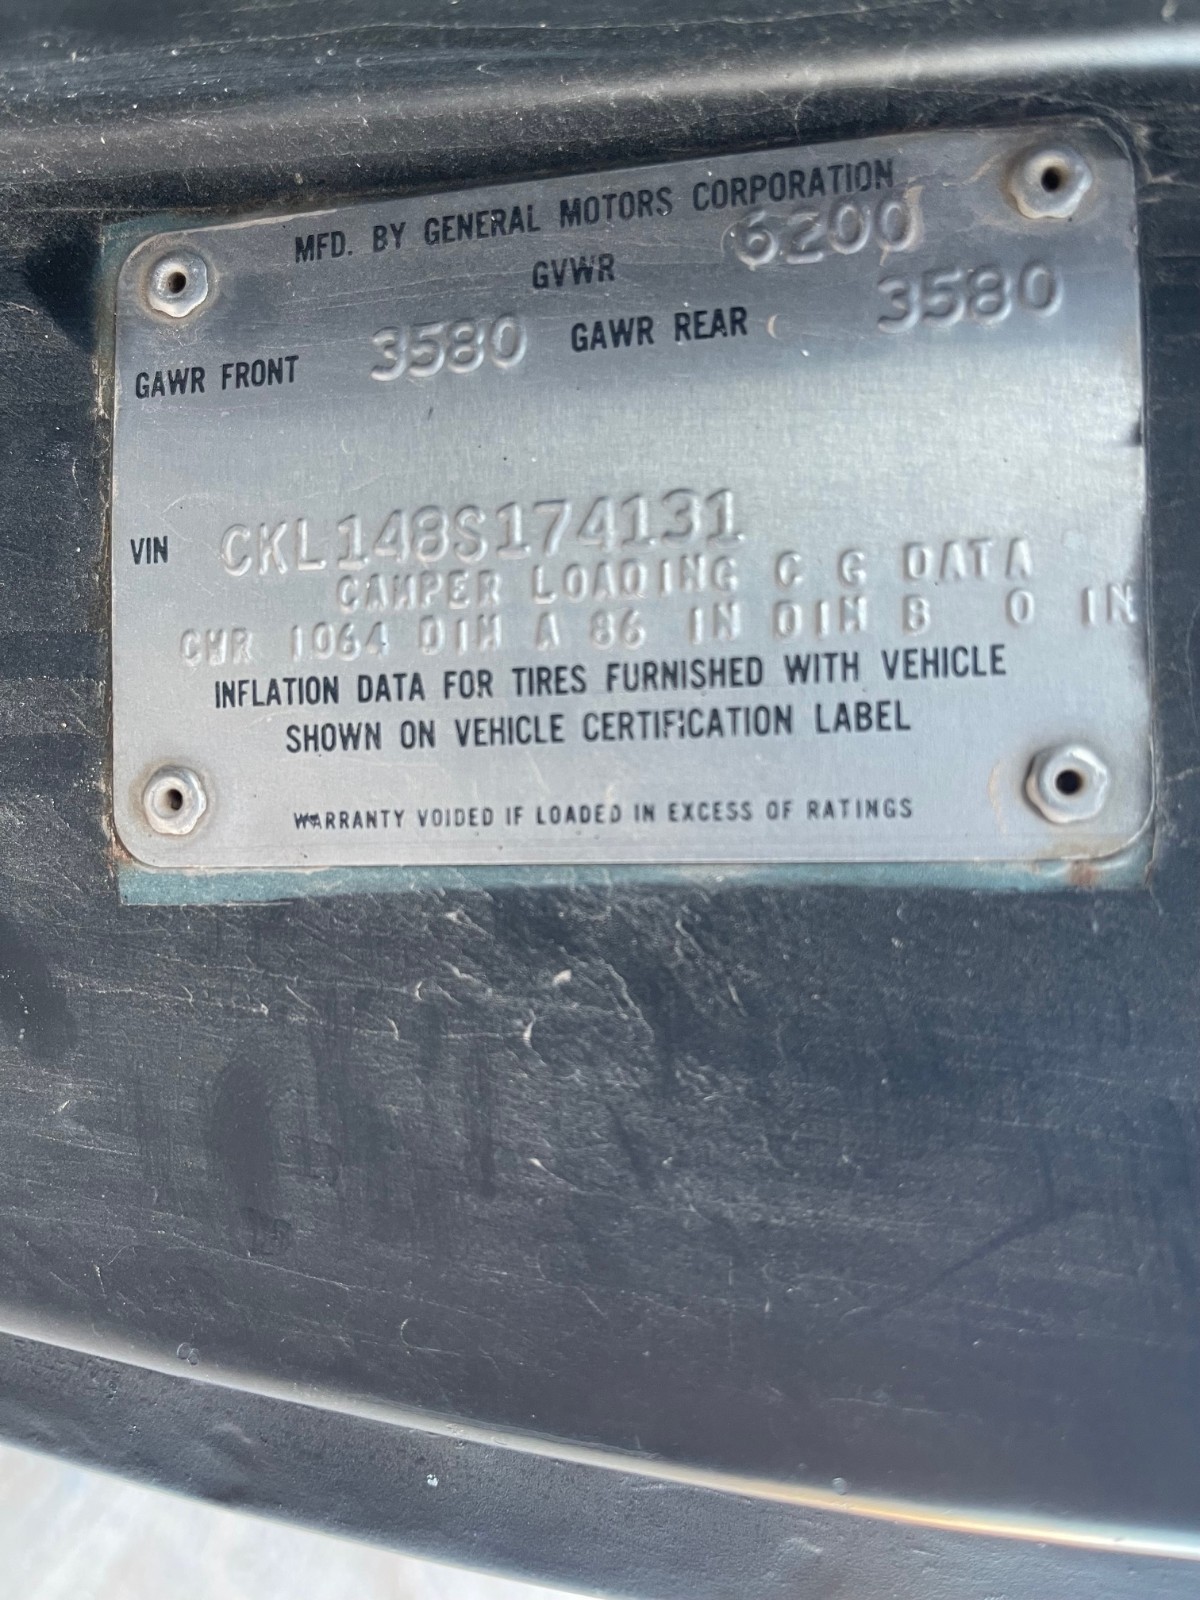 MFD. BY GENERAL MOTORS CORPORATION
GVWR 6200
GAWR FRONT 3580 GAWR REAR 3580
VIN CKL148S174131
CAMPER LOADING C G DATA
CWR 1064 DIM A 86 IN DIM B 0 IN
INFLATION DATA FOR TIRES FURNISHED WITH VEHICLE
SHOWN ON VEHICLE CERTIFICATION LABEL
WARRANTY VOIDED IF LOADED IN EXCESS OF RATINGS